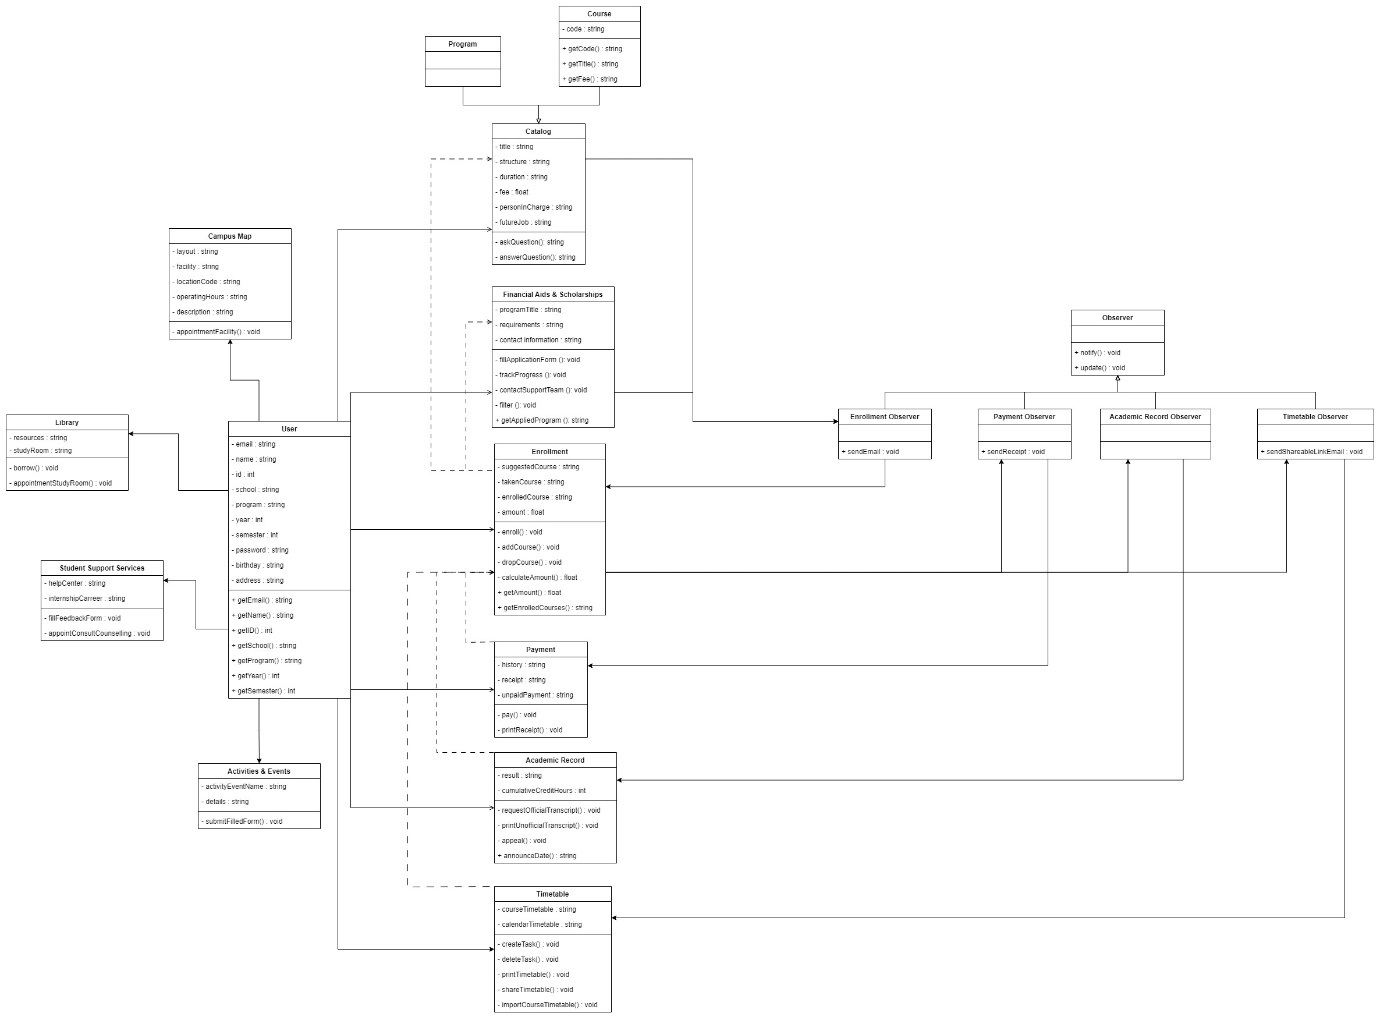 Course
- code : string
+ getCode() : string
+ getTitle() : string
+ getFee() : string
Program
Catalog
- title : string
- structure : string
- duration : string
- fee : float
- personInCharge : string
- futureJob : string
- askQuestion(): string
- answerQuestion(): string
Campus Map
- layout : string
- facility : string
- locationCode : string
- operatingHours : string
- description : string
- appointmentFacility() : void
Financial Aids & Scholarships
- programTitle : string
- requirements : string
- contact information : string
- fillApplicationForm (): void
- trackProgress (): void
- contactSupportTeam (): void
- filter (): void
+ getAppliedProgram (): string
Observer
+ notify() : void
+ update() : void
Library
- resources : string
- studyRoom : string
- borrow() : void
- appointmentStudyRoom() : void
User
- email : string
- name : string
- id : int
- school : string
- program : string
- year : int
- semester : int
- password : string
- birthday : string
- address : string
+ getEmail() : string
+ getName() : string
+ getID() : int
+ getSchool() : string
+ getProgram() : string
+ getYear() : int
+ getSemester() : int
Enrollment Observer
+ sendEmail : void
Payment Observer
+ sendReceipt : void
Academic Record Observer
Timetable Observer
+ sendShareableLinkEmail : void
Enrollment
- suggestedCourse : string
- takenCourse : string
- enrolledCourse : string
- amount : float
- enroll() : void
- addCourse() : void
- dropCourse() : void
- calculateAmount() : float
+ getAmount() : float
+ getEnrolledCourses() : string
Student Support Services
- helpCenter : string
- internshipCarreer : string
- fillFeedbackForm : void
- appointConsultCounselling : void
Payment
- history : string
- receipt : string
- unpaidPayment : string
- pay() : void
- printReceipt() : void
Activities & Events
- activityEventName : string
- details : string
- submitFilledForm() : void
Academic Record
- result : string
- cumulativeCreditHours : int
- requestOfficialTranscript() : void
- printUnofficialTranscript() : void
- appeal() : void
+ announceDate() : string
Timetable
- courseTimetable : string
- calendarTimetable : string
- createTask() : void
- deleteTask() : void
- printTimetable() : void
- shareTimetable() : void
- importCourseTimetable() : void